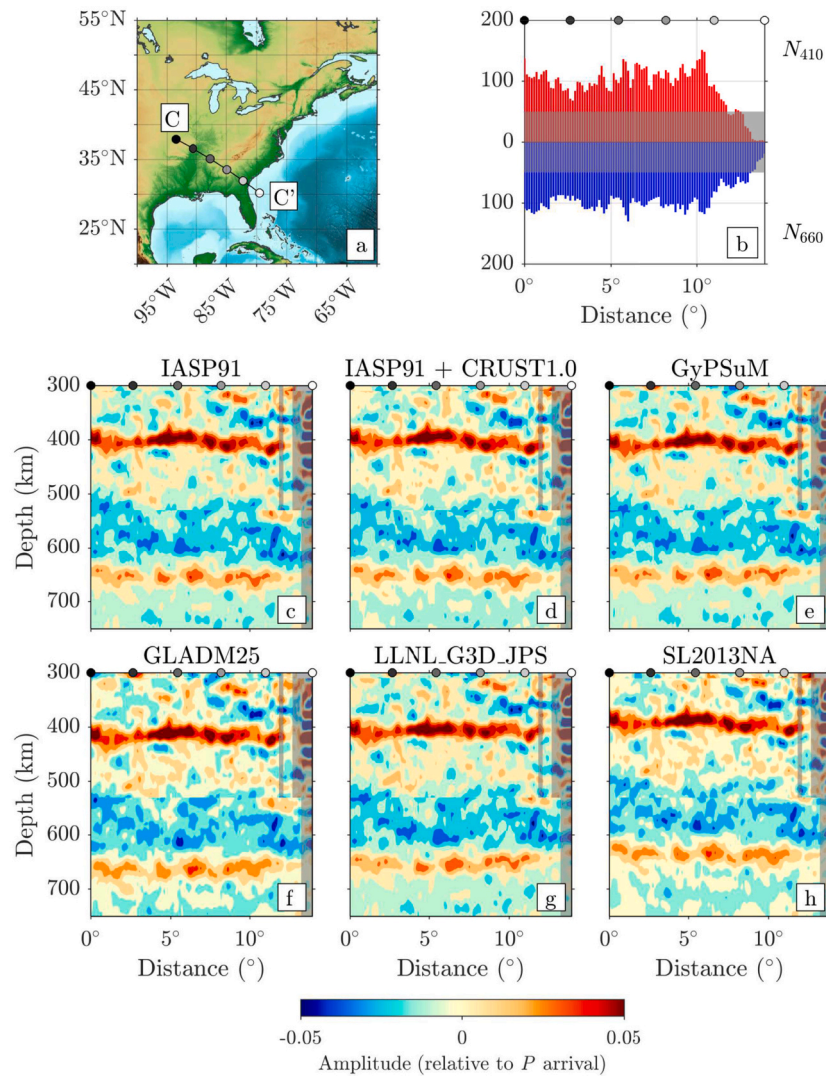 55°N
45°N
35°N
25°N
95°W
85°W
75°W
65°W
C
C'
a
200
100
0
100
200
N410
N660
b
0°
5°
10°
Distance (°)
IASP91
IASP91 + CRUST1.0
GyPSuM
300
400
500
600
700
Depth (km)
c
d
e
GLADM25
LLNL_G3D_JPS
SL2013NA
300
400
500
600
700
Depth (km)
f
g
h
0°
5°
10°
0°
5°
10°
0°
5°
10°
Distance (°)
Distance (°)
Distance (°)
-0.05
0
0.05
Amplitude (relative to P arrival)